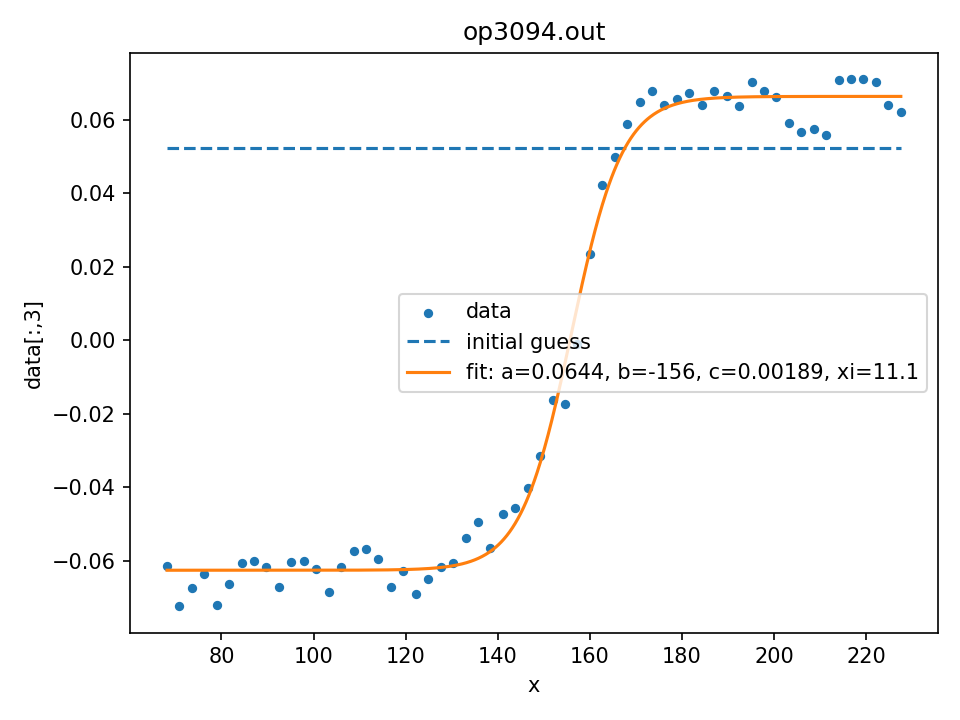 op3094.out
0.06
0.04
0.02
0.00
−0.02
−0.04
−0.06
data[:,3]
data
initial guess
fit: a=0.0644, b=-156, c=0.00189, xi=11.1
80 100 120 140 160 180 200 220
x